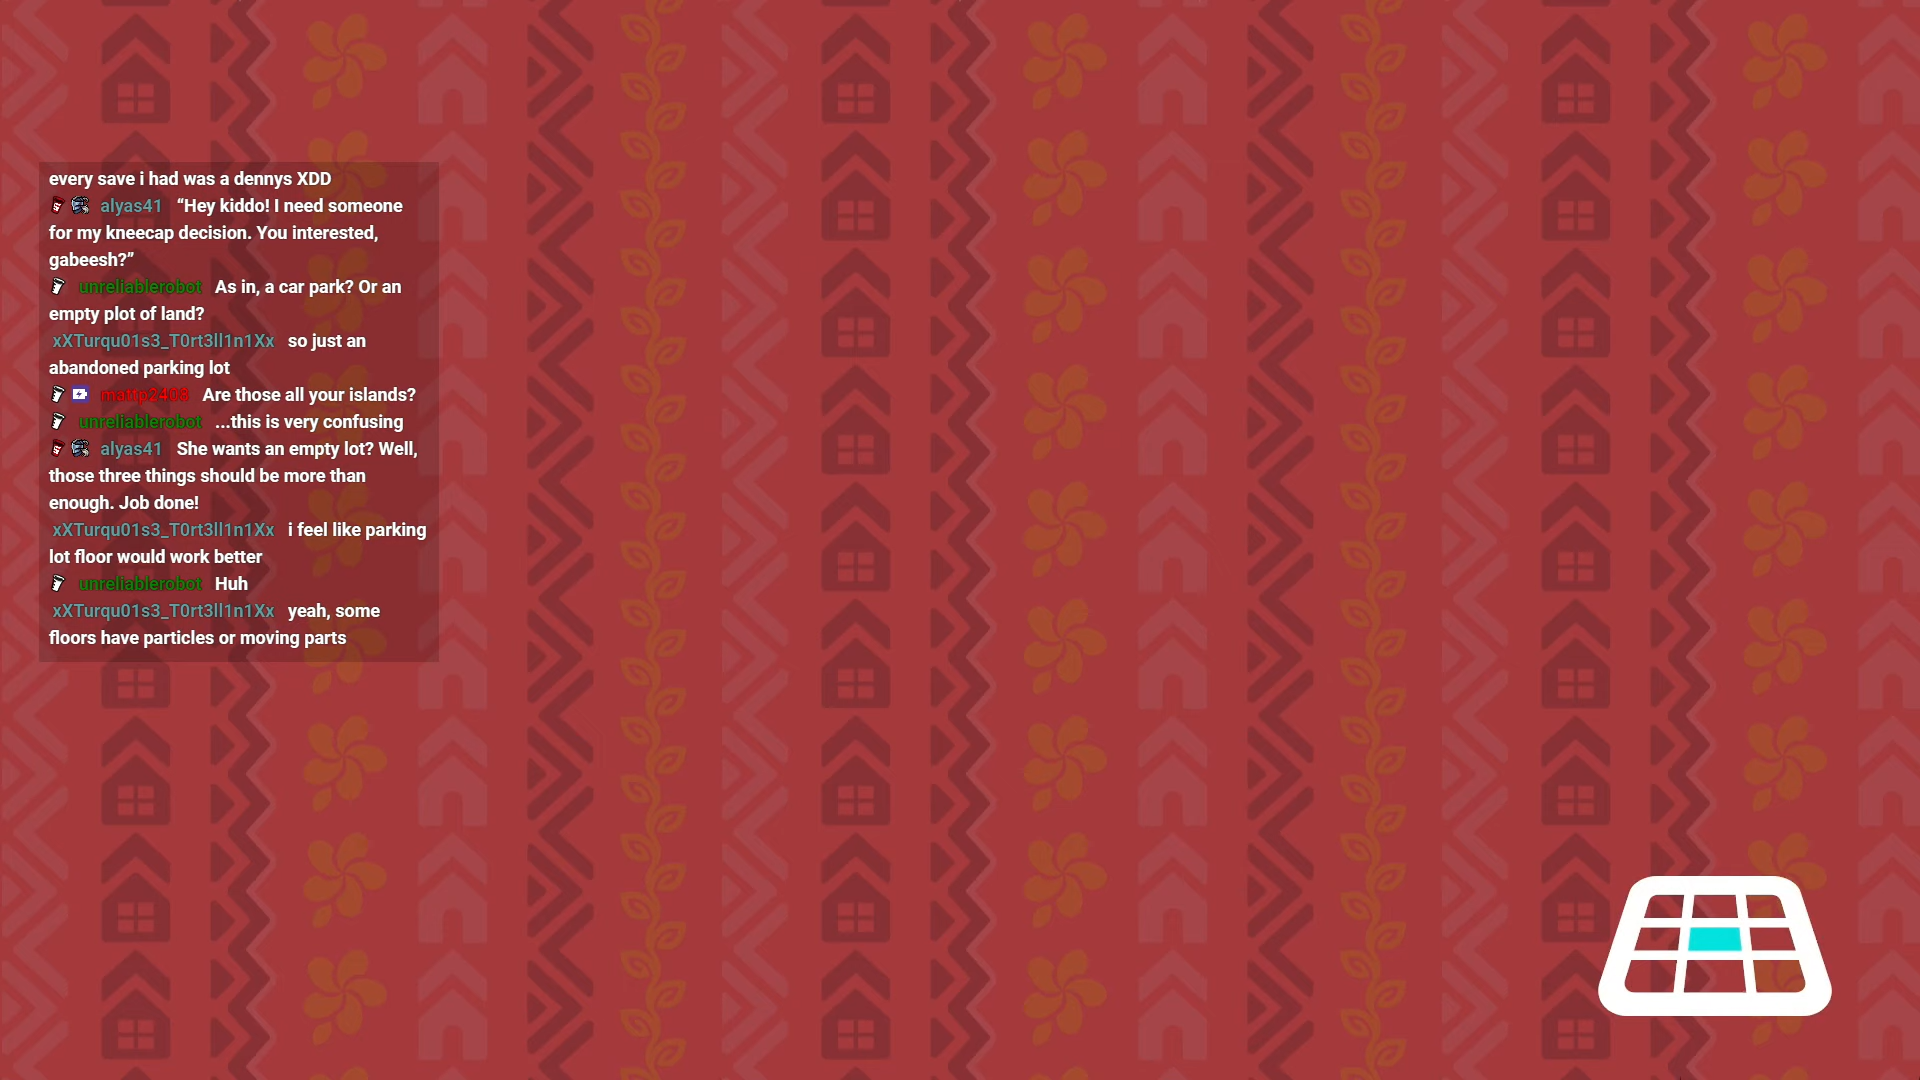 every save i had was a dennys XDD
alyas41 “Hey kiddo! I need someone
for my kneecap decision. You interested,
gabeesh?”
unreliablerobot As in, a car park? Or an
empty plot of land?
xXTurqu01s3_T0rt3ll1n1Xx so just an
abandoned parking lot
mattp2408 Are those all your islands?
unreliablerobot ...this is very confusing
alyas41 She wants an empty lot? Well,
those three things should be more than
enough. Job done!
xXTurqu01s3_T0rt3ll1n1Xx i feel like parking
lot floor would work better
unreliablerobot Huh
xXTurqu01s3_T0rt3ll1n1Xx yeah, some
floors have particles or moving parts